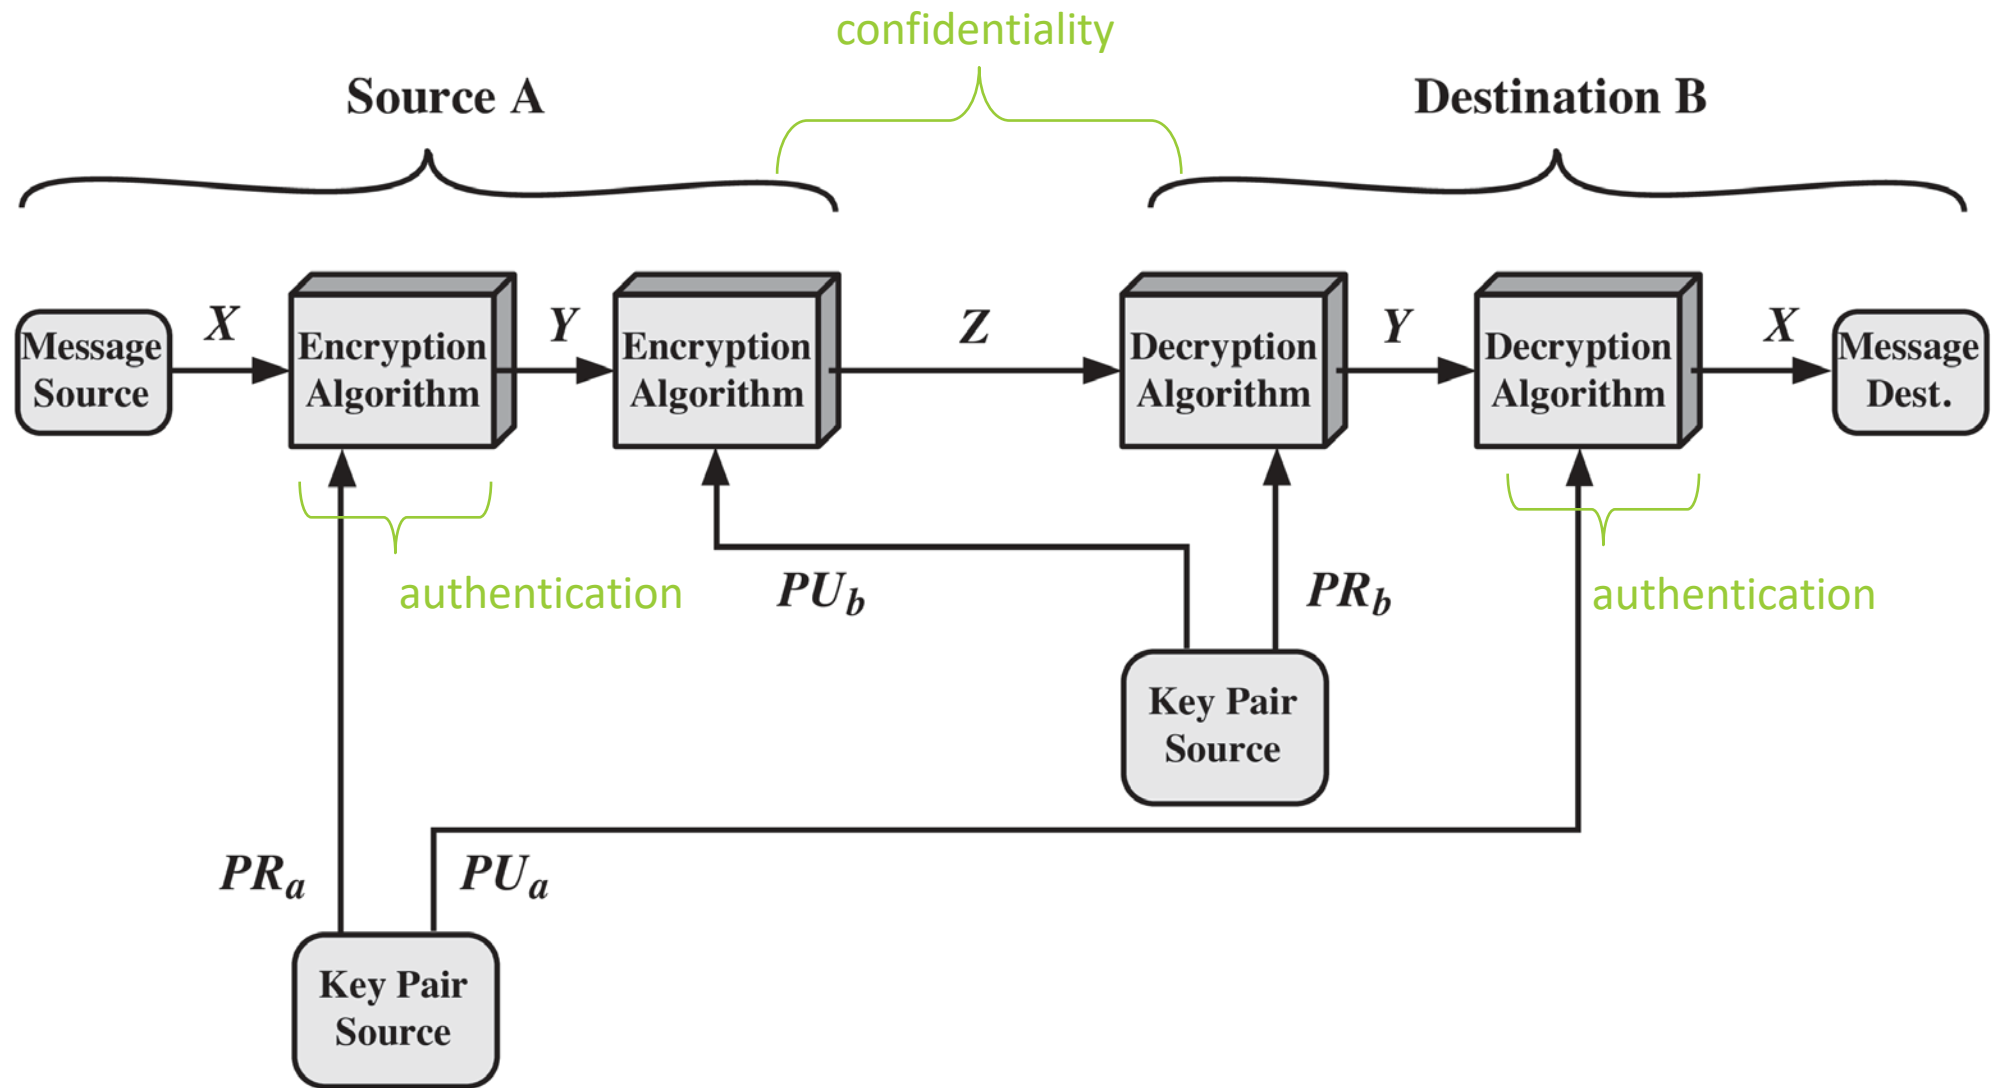 confidentiality
Source A
Destination B
Message
Source
X
Encryption
Algorithm
Y
Encryption
Algorithm
Z
Decryption
Algorithm
Y
Decryption
Algorithm
X
Message
Dest.
authentication
PUb
PRb
authentication
Key Pair
Source
PRa
PUa
Key Pair
Source